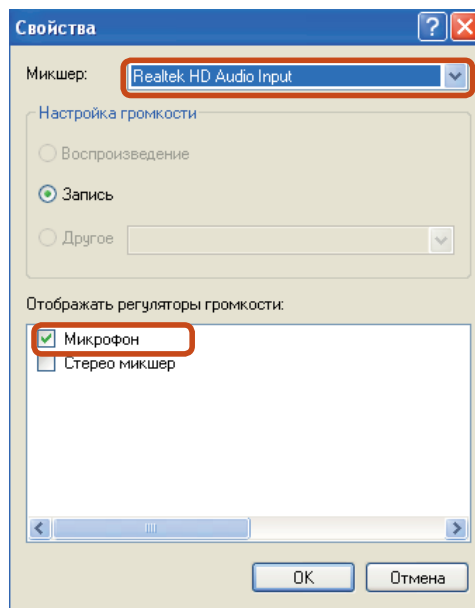 Свойства
Микшер: Realtek HD Audio Input
Настройка громкости
Воспроизведение
Запись
Другое
Отображать регуляторы громкости:
Микрофон
Стерео микшер
OK Отмена